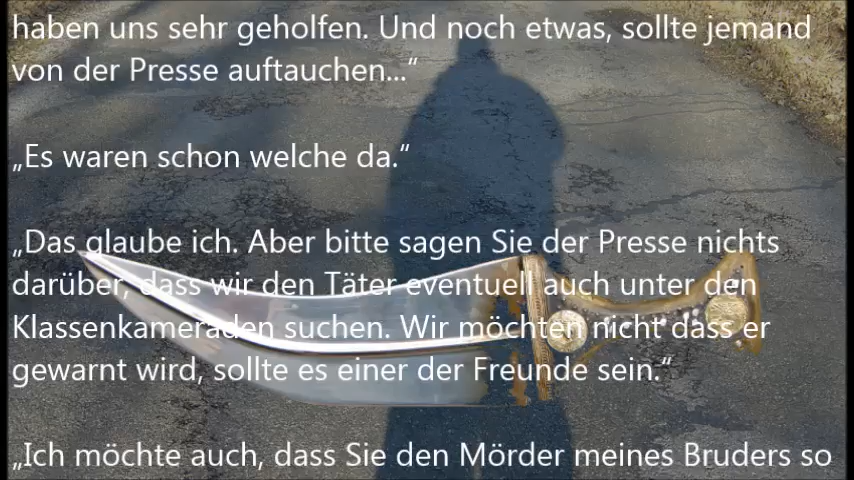 haben uns sehr geholfen. Und noch etwas, sollte jemand
von der Presse auftauchen...“
„Es waren schon welche da.“
„Das glaube ich. Aber bitte sagen Sie der Presse nichts
darüber, dass wir den Täter eventuell auch unter den
Klassenkameraden suchen. Wir möchten nicht dass er
gewarnt wird, sollte es einer der Freunde sein.“
„Ich möchte auch, dass Sie den Mörder meines Bruders so